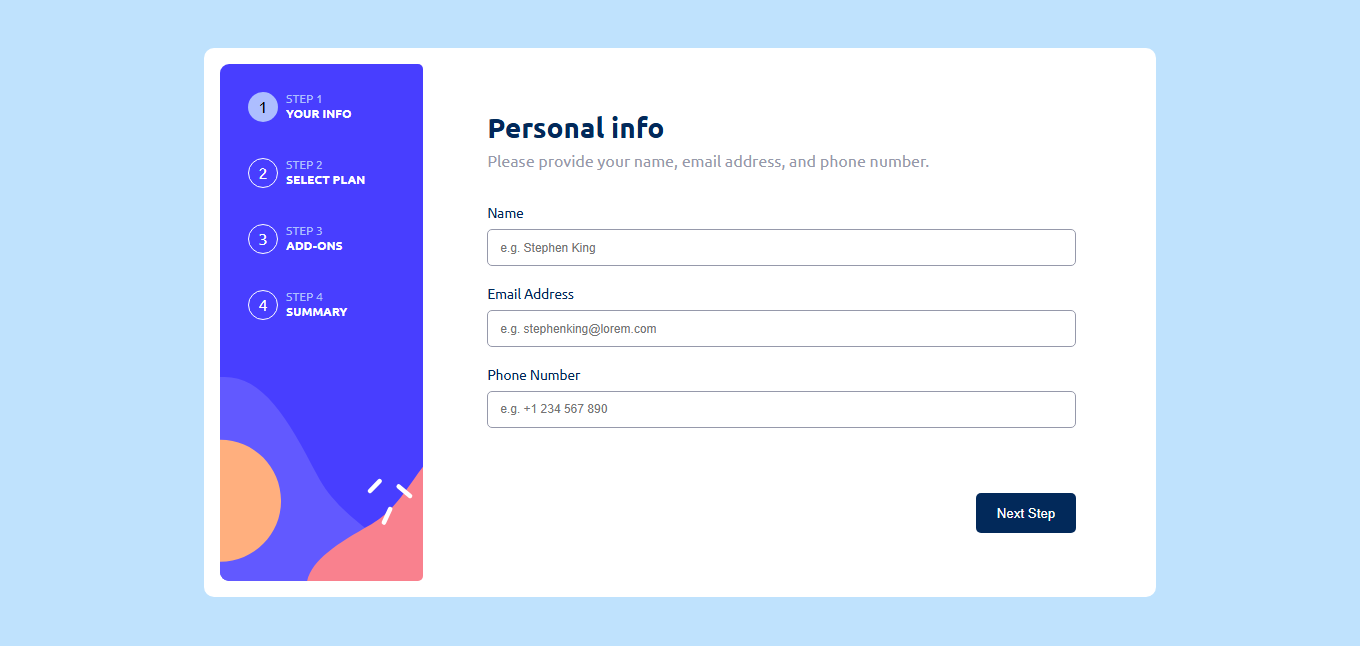 1
STEP 1
YOUR INFO
2
STEP 2
SELECT PLAN
3
STEP 3
ADD-ONS
4
STEP 4
SUMMARY
Personal info
Please provide your name, email address, and phone number.
Name
e.g. Stephen King
Email Address
e.g. stephenking@lorem.com
Phone Number
e.g. +1 234 567 890
Next Step